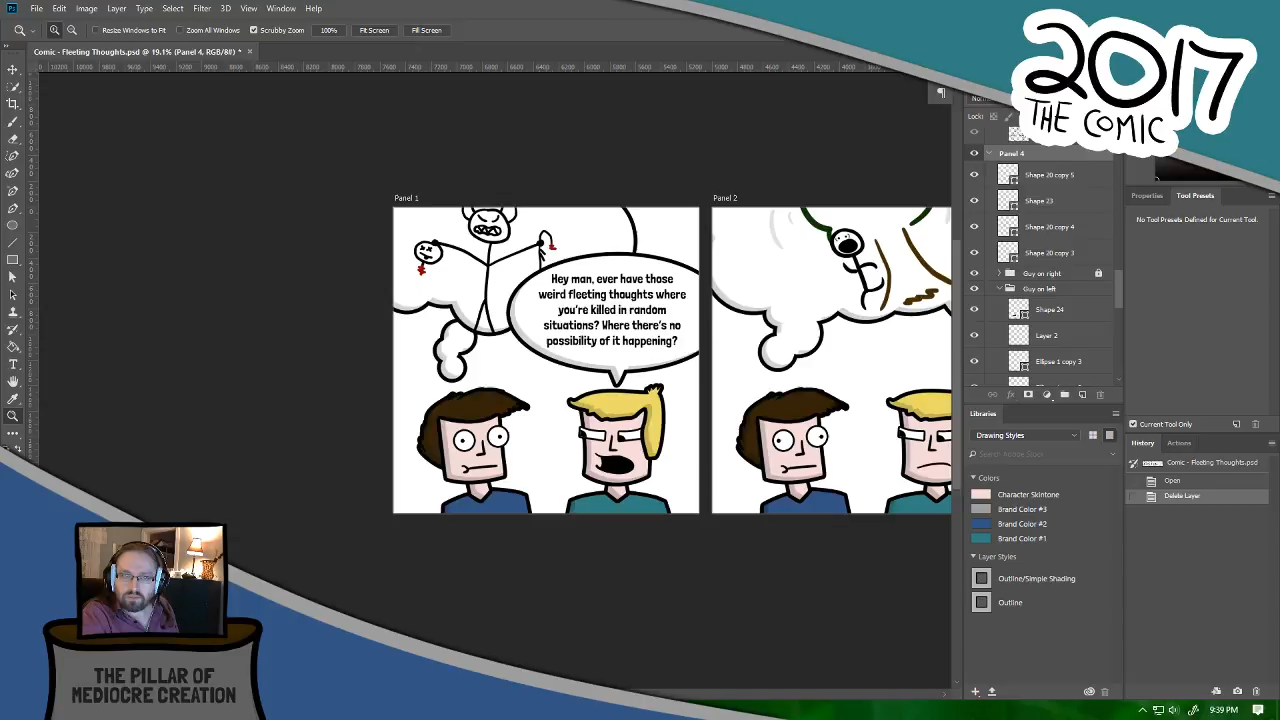 File Edit Image Layer Type Select Filter 3D View Window Help
Resize Windows to Fit Zoom All Windows Scrubby Zoom 100% Fit Screen Fill Screen
Comic - Fleeting Thoughts.psd @ 19.1% (Panel 4, RGB/8#) *
2017
THE COMIC
Panel 1
Panel 2
Hey man, ever have those
weird fleeting thoughts where
you're killed in random
situations? Where there's no
possibility of it happening?
Lock:
Panel 4
Shape 20 copy 5
Shape 23
Shape 20 copy 4
Shape 20 copy 3
Guy on right
Guy on left
Shape 24
Layer 2
Ellipse 1 copy 3
fx
Libraries
Drawing Styles
Search Adobe Stock
Colors
Character Skintone
Brand Color #3
Brand Color #2
Brand Color #1
Layer Styles
Outline/Simple Shading
Outline
Properties Tool Presets
No Tool Presets Defined for Current Tool.
Current Tool Only
History Actions
Comic - Fleeting Thoughts.psd
Open
Delete Layer
THE PILLAR OF
MEDIOCRE CREATION
9:39 PM